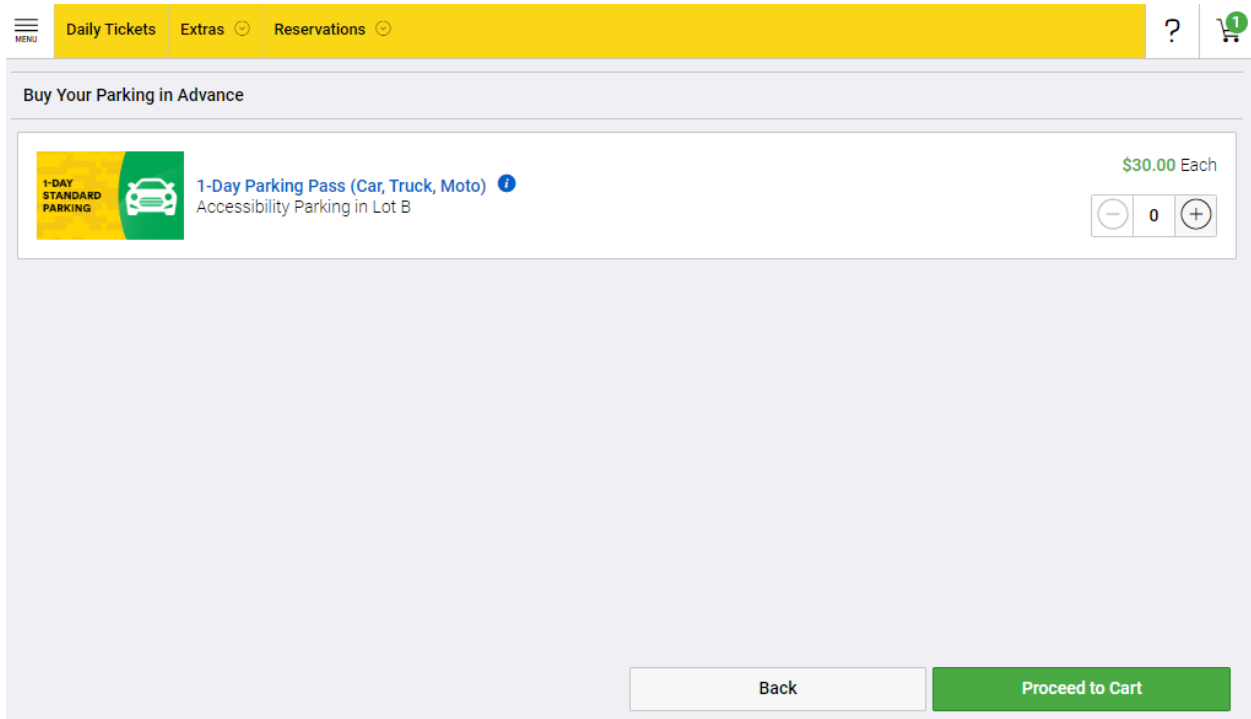 MENU
Daily Tickets
Extras
Reservations
?
1
Buy Your Parking in Advance
1-DAY
STANDARD
PARKING
1-Day Parking Pass (Car, Truck, Moto) i
Accessibility Parking in Lot B
$30.00 Each
0
Back
Proceed to Cart